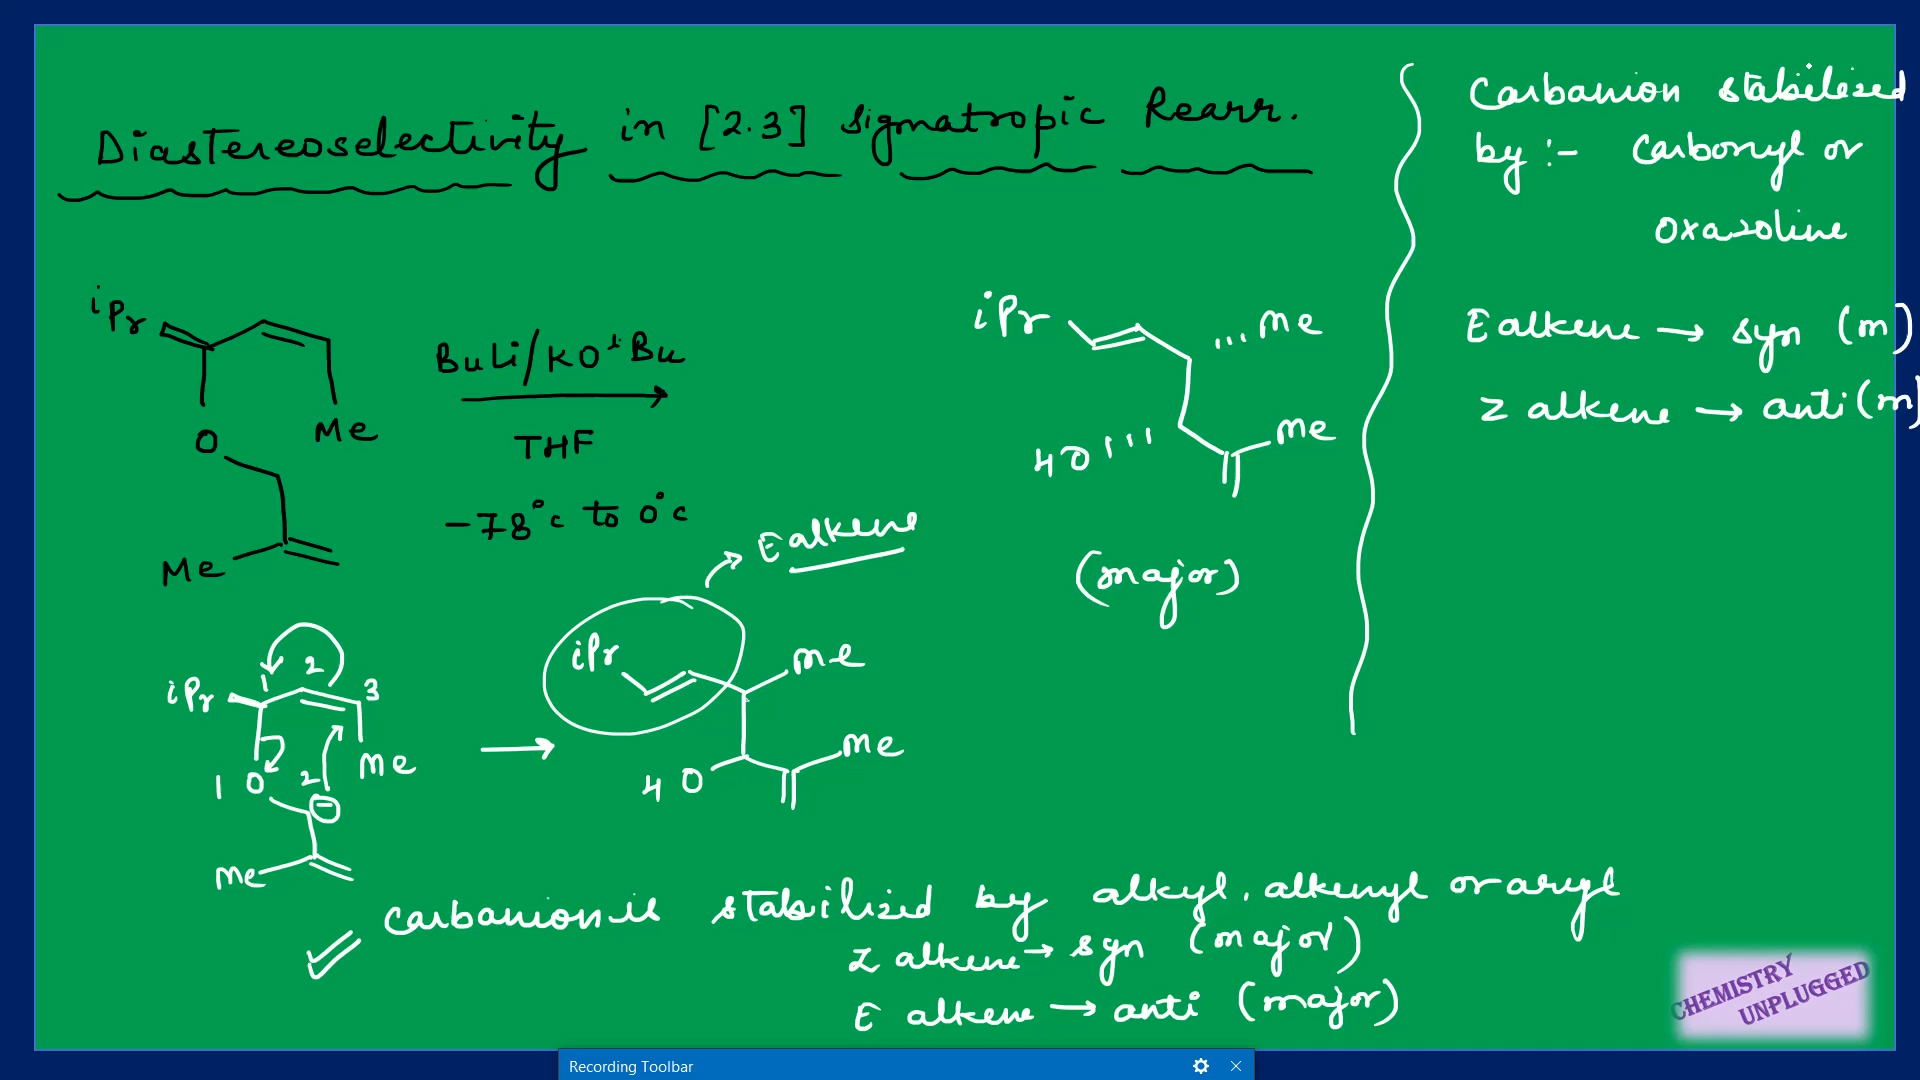 Diastereoselectivity in [2.3] sigmatropic Rearr.
iPr
O
Me
Me
BuLi/KOtBu
THF
-78°c to 0°c
iPr
Me
HO
Me
(major)
E alkene
iPr
1
2
3
Me
1
O
2
⊖
Me
iPr
Me
HO
Me
Carbanion is stabilized by alkyl, alkenyl or aryl
Z alkene → syn (major)
E alkene → anti (major)
Carbanion stabilised
by :- Carbonyl or
oxazoline
E alkene → syn (m)
Z alkene → anti (m)
CHEMISTRY
UNPLUGGED
Recording Toolbar